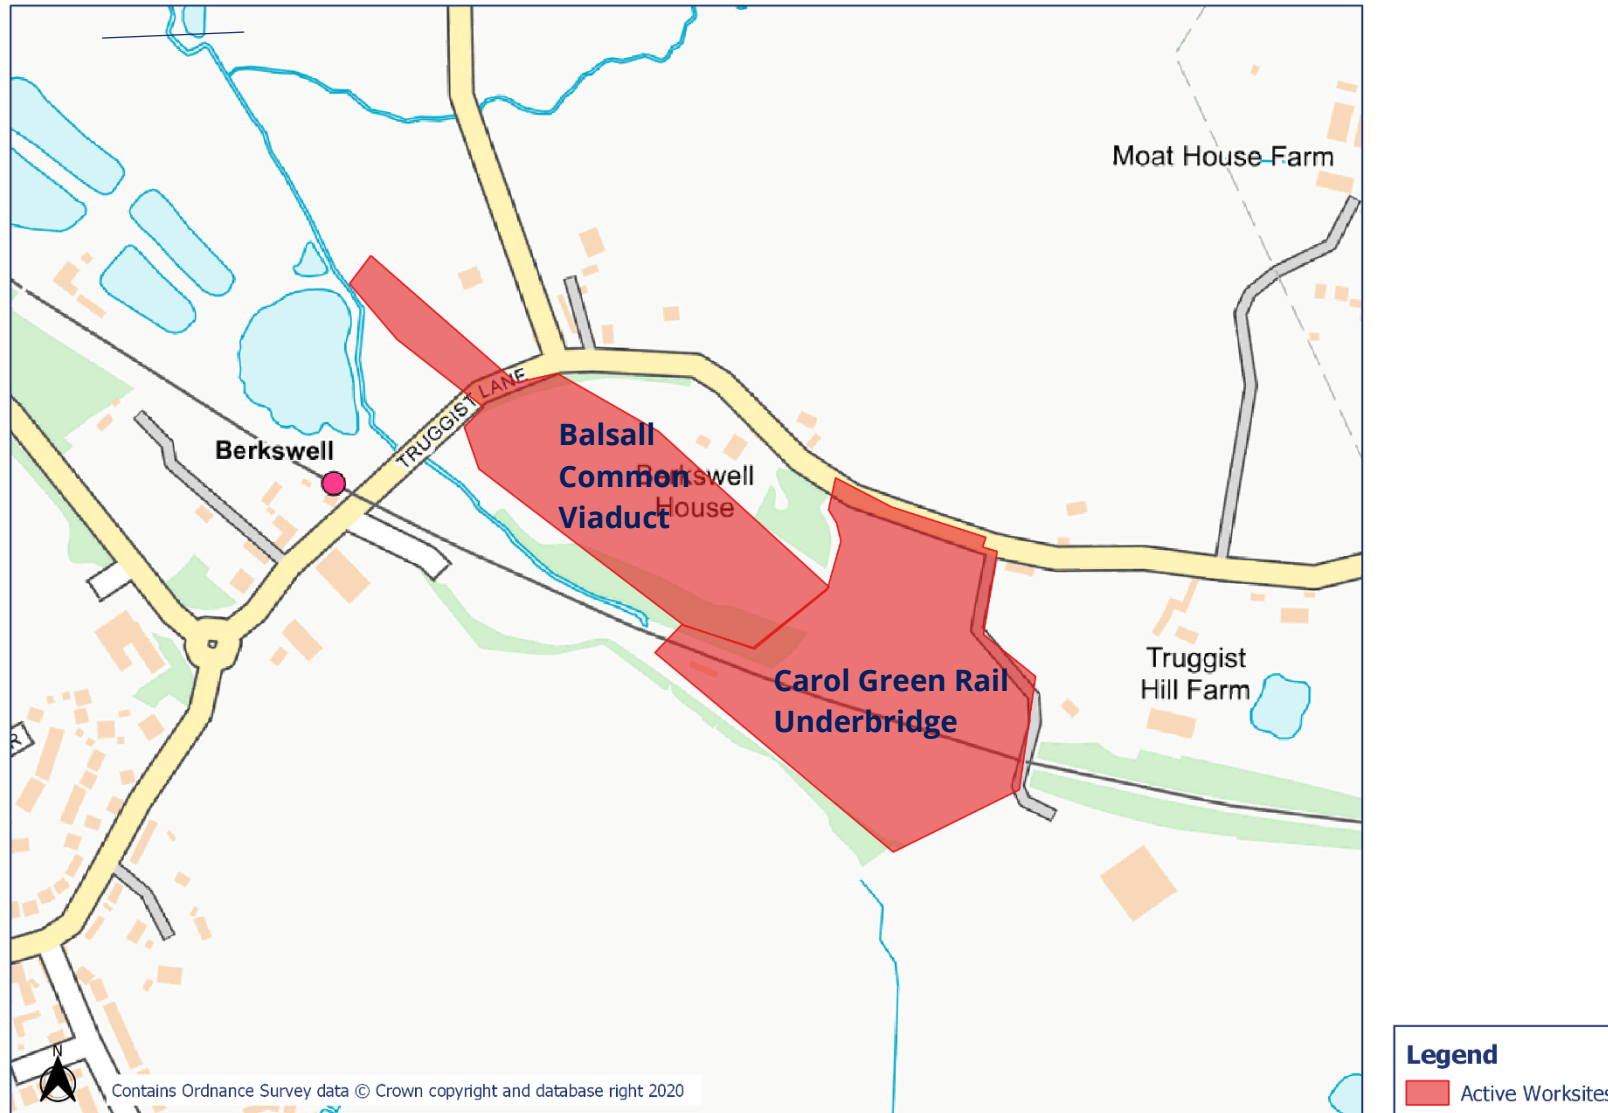 Moat House Farm
TRUGGIST LANE
Berkswell
Balsall
Common
Viaduct
Berkswell
House
Truggist
Hill Farm
Carol Green Rail
Underbridge
R
N
Contains Ordnance Survey data © Crown copyright and database right 2020
Legend
Active Worksites